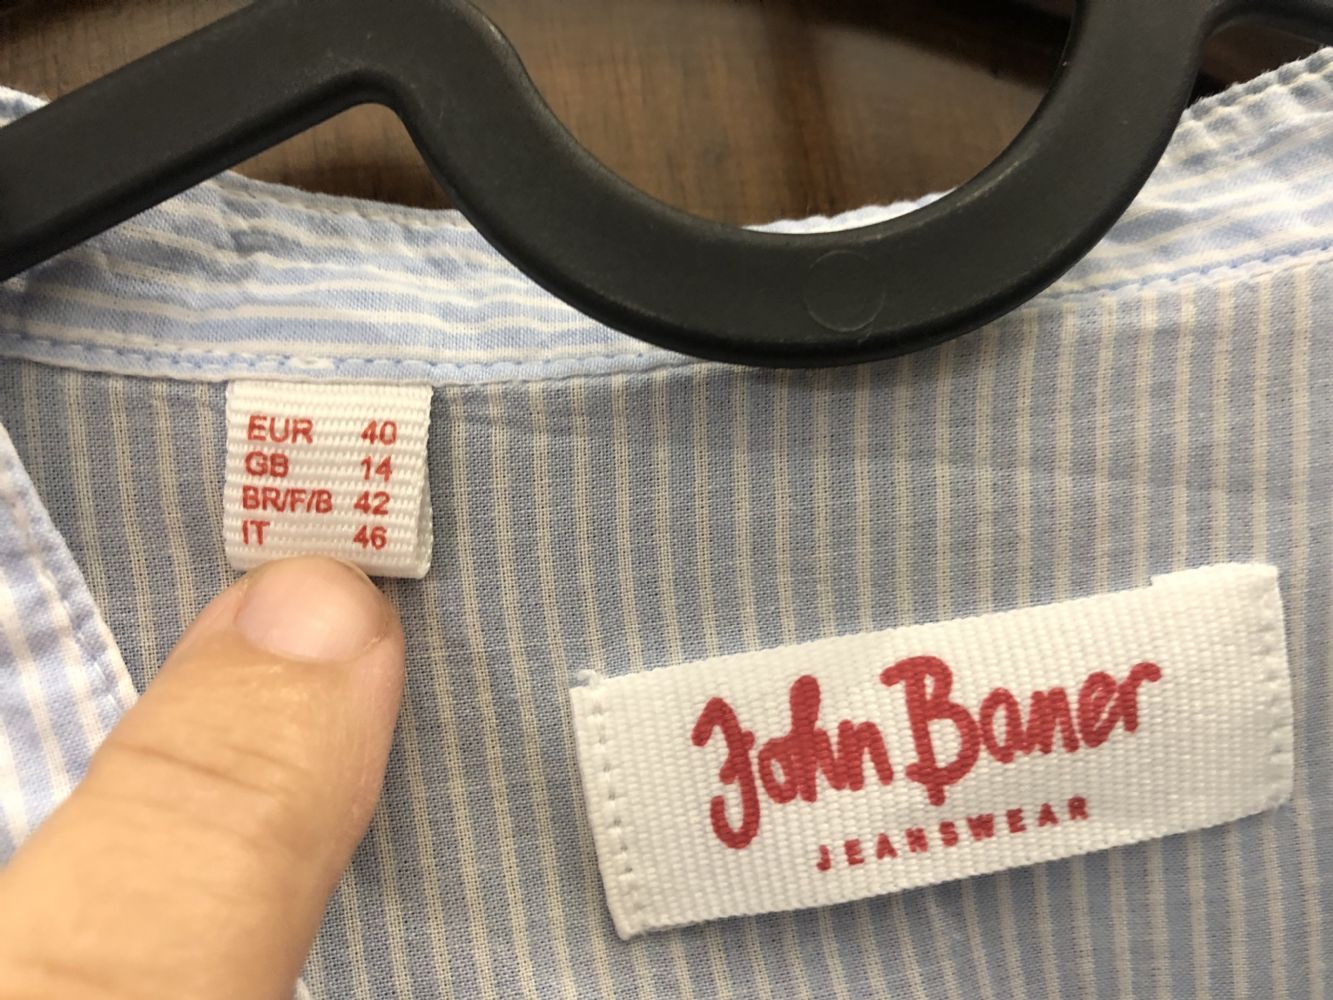 EUR 40
GB 14
BR/F/B 42
IT 46
John Baner
JEANSWEAR